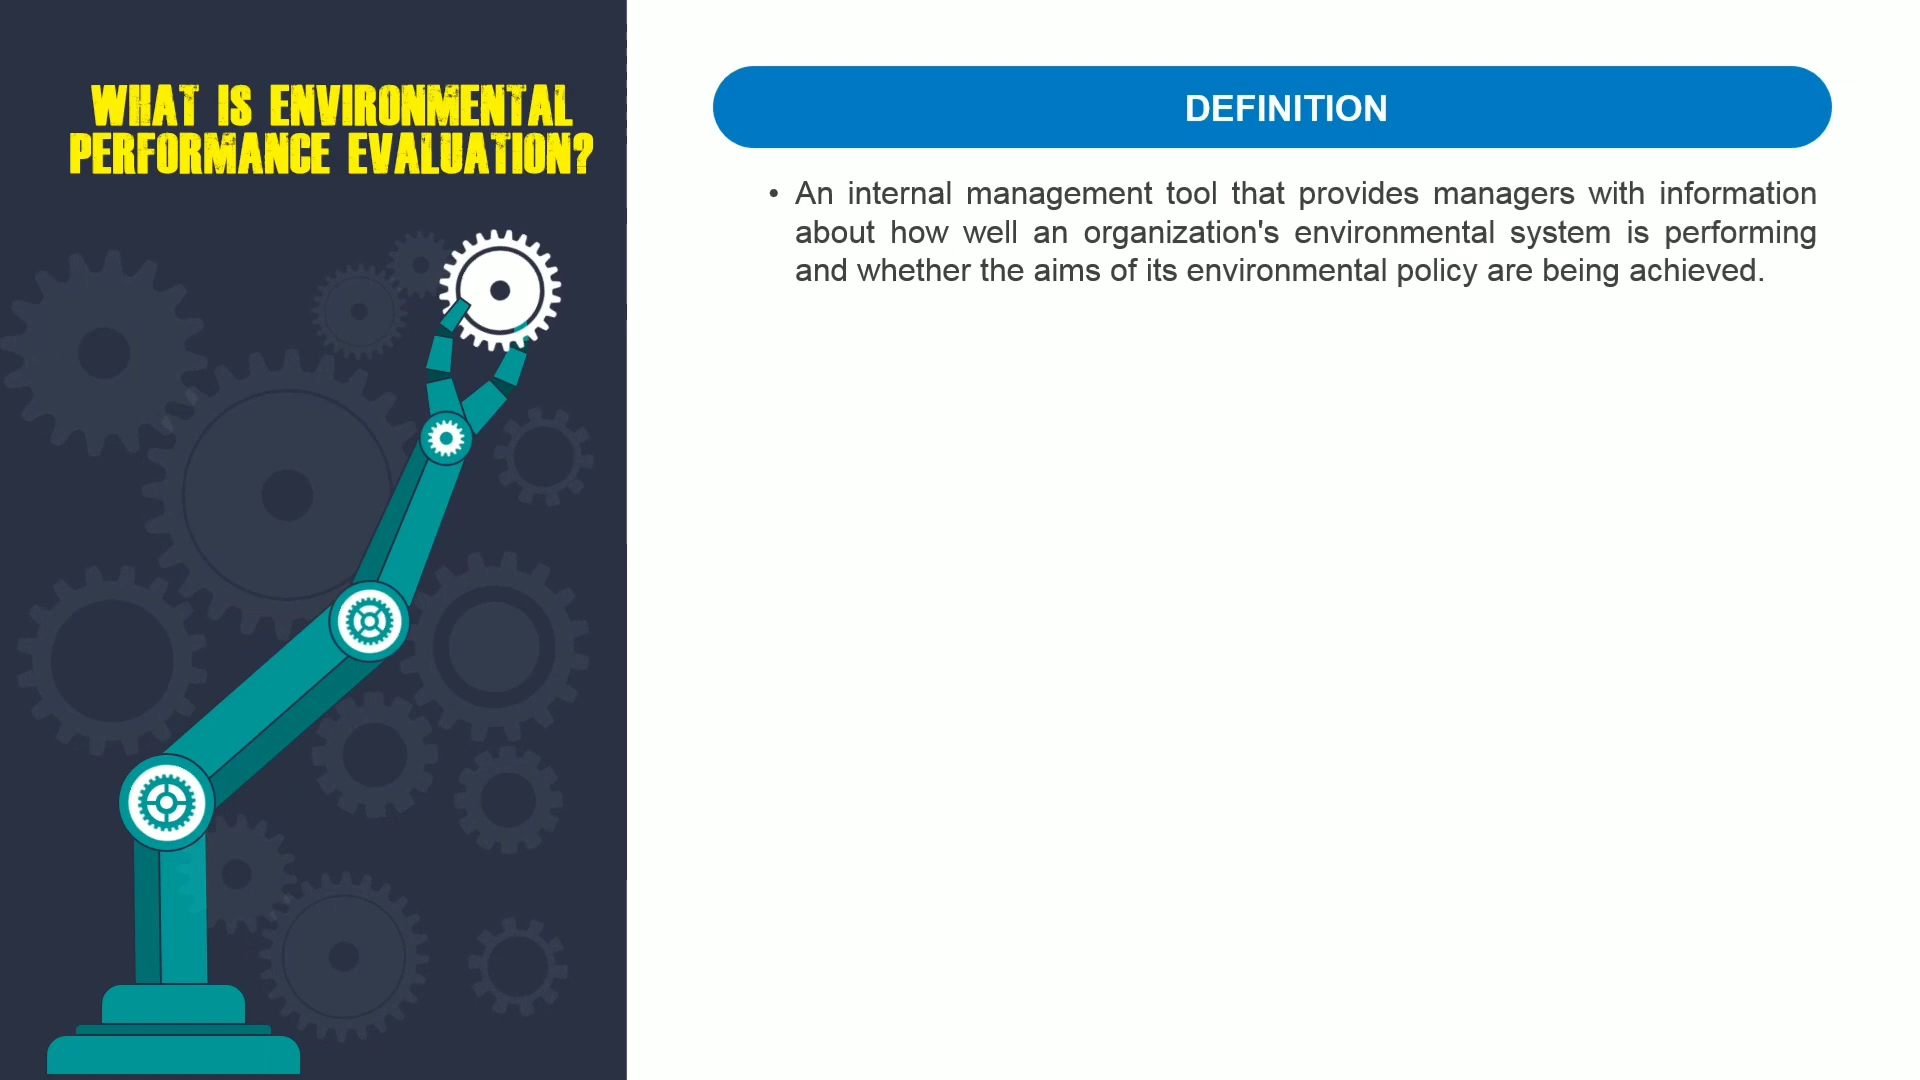 WHAT IS ENVIRONMENTAL
PERFORMANCE EVALUATION?
DEFINITION
• An internal management tool that provides managers with information
about how well an organization's environmental system is performing
and whether the aims of its environmental policy are being achieved.